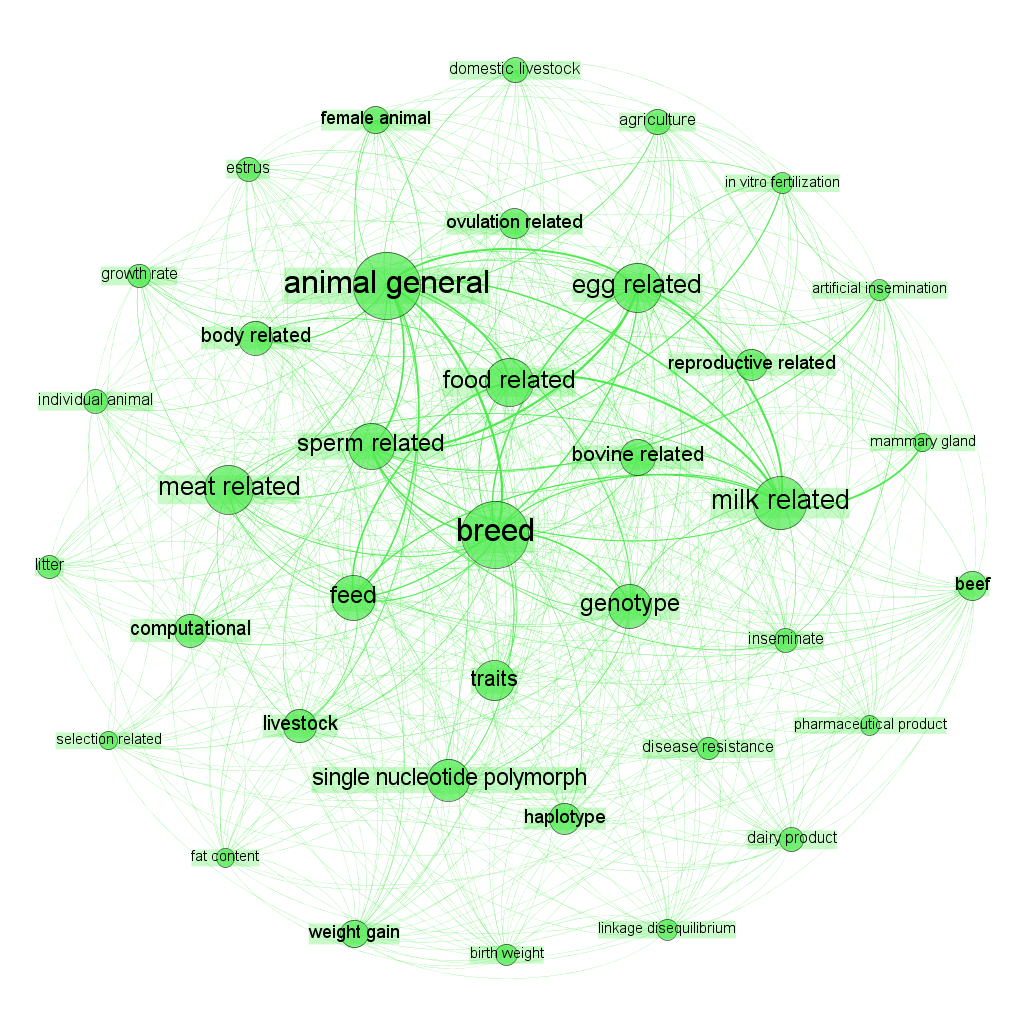 domestic livestock
female animal
agriculture
estrus
in vitro fertilization
ovulation related
growth rate
animal general
egg related
artificial insemination
body related
reproductive related
food related
individual animal
sperm related
mammary gland
bovine related
meat related
milk related
breed
litter
beef
feed
genotype
computational
inseminate
traits
livestock
pharmaceutical product
selection related
disease resistance
single nucleotide polymorph
haplotype
dairy product
fat content
linkage disequilibrium
weight gain
birth weight